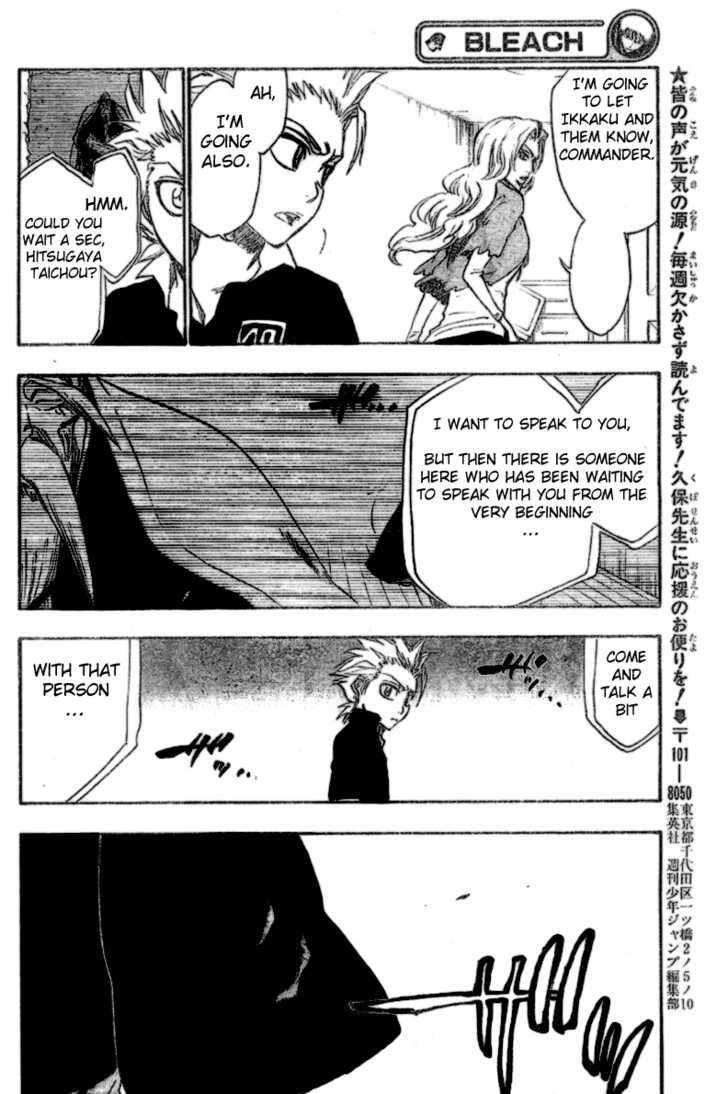 BLEACH
I'M GOING
TO LET
IKKAKU AND
THEM KNOW,
COMMANDER.
AH,
I'M
GOING
ALSO.
HMM.
COULD YOU
WAIT A SEC,
HITSUGAYA
TAICHOU?
I WANT TO SPEAK TO YOU,
BUT THEN THERE IS SOMEONE
HERE WHO HAS BEEN WAITING
TO SPEAK WITH YOU FROM THE
VERY BEGINNING
...
COME
AND
TALK A
BIT
WITH THAT
PERSON
...
★皆の声が元気の源!毎週欠かさず読んでます!久保先生に応援のお便りを!
〒101-8050
東京都千代田区一ツ橋2ノ5ノ10
集英社 週刊少年ジャンプ編集部